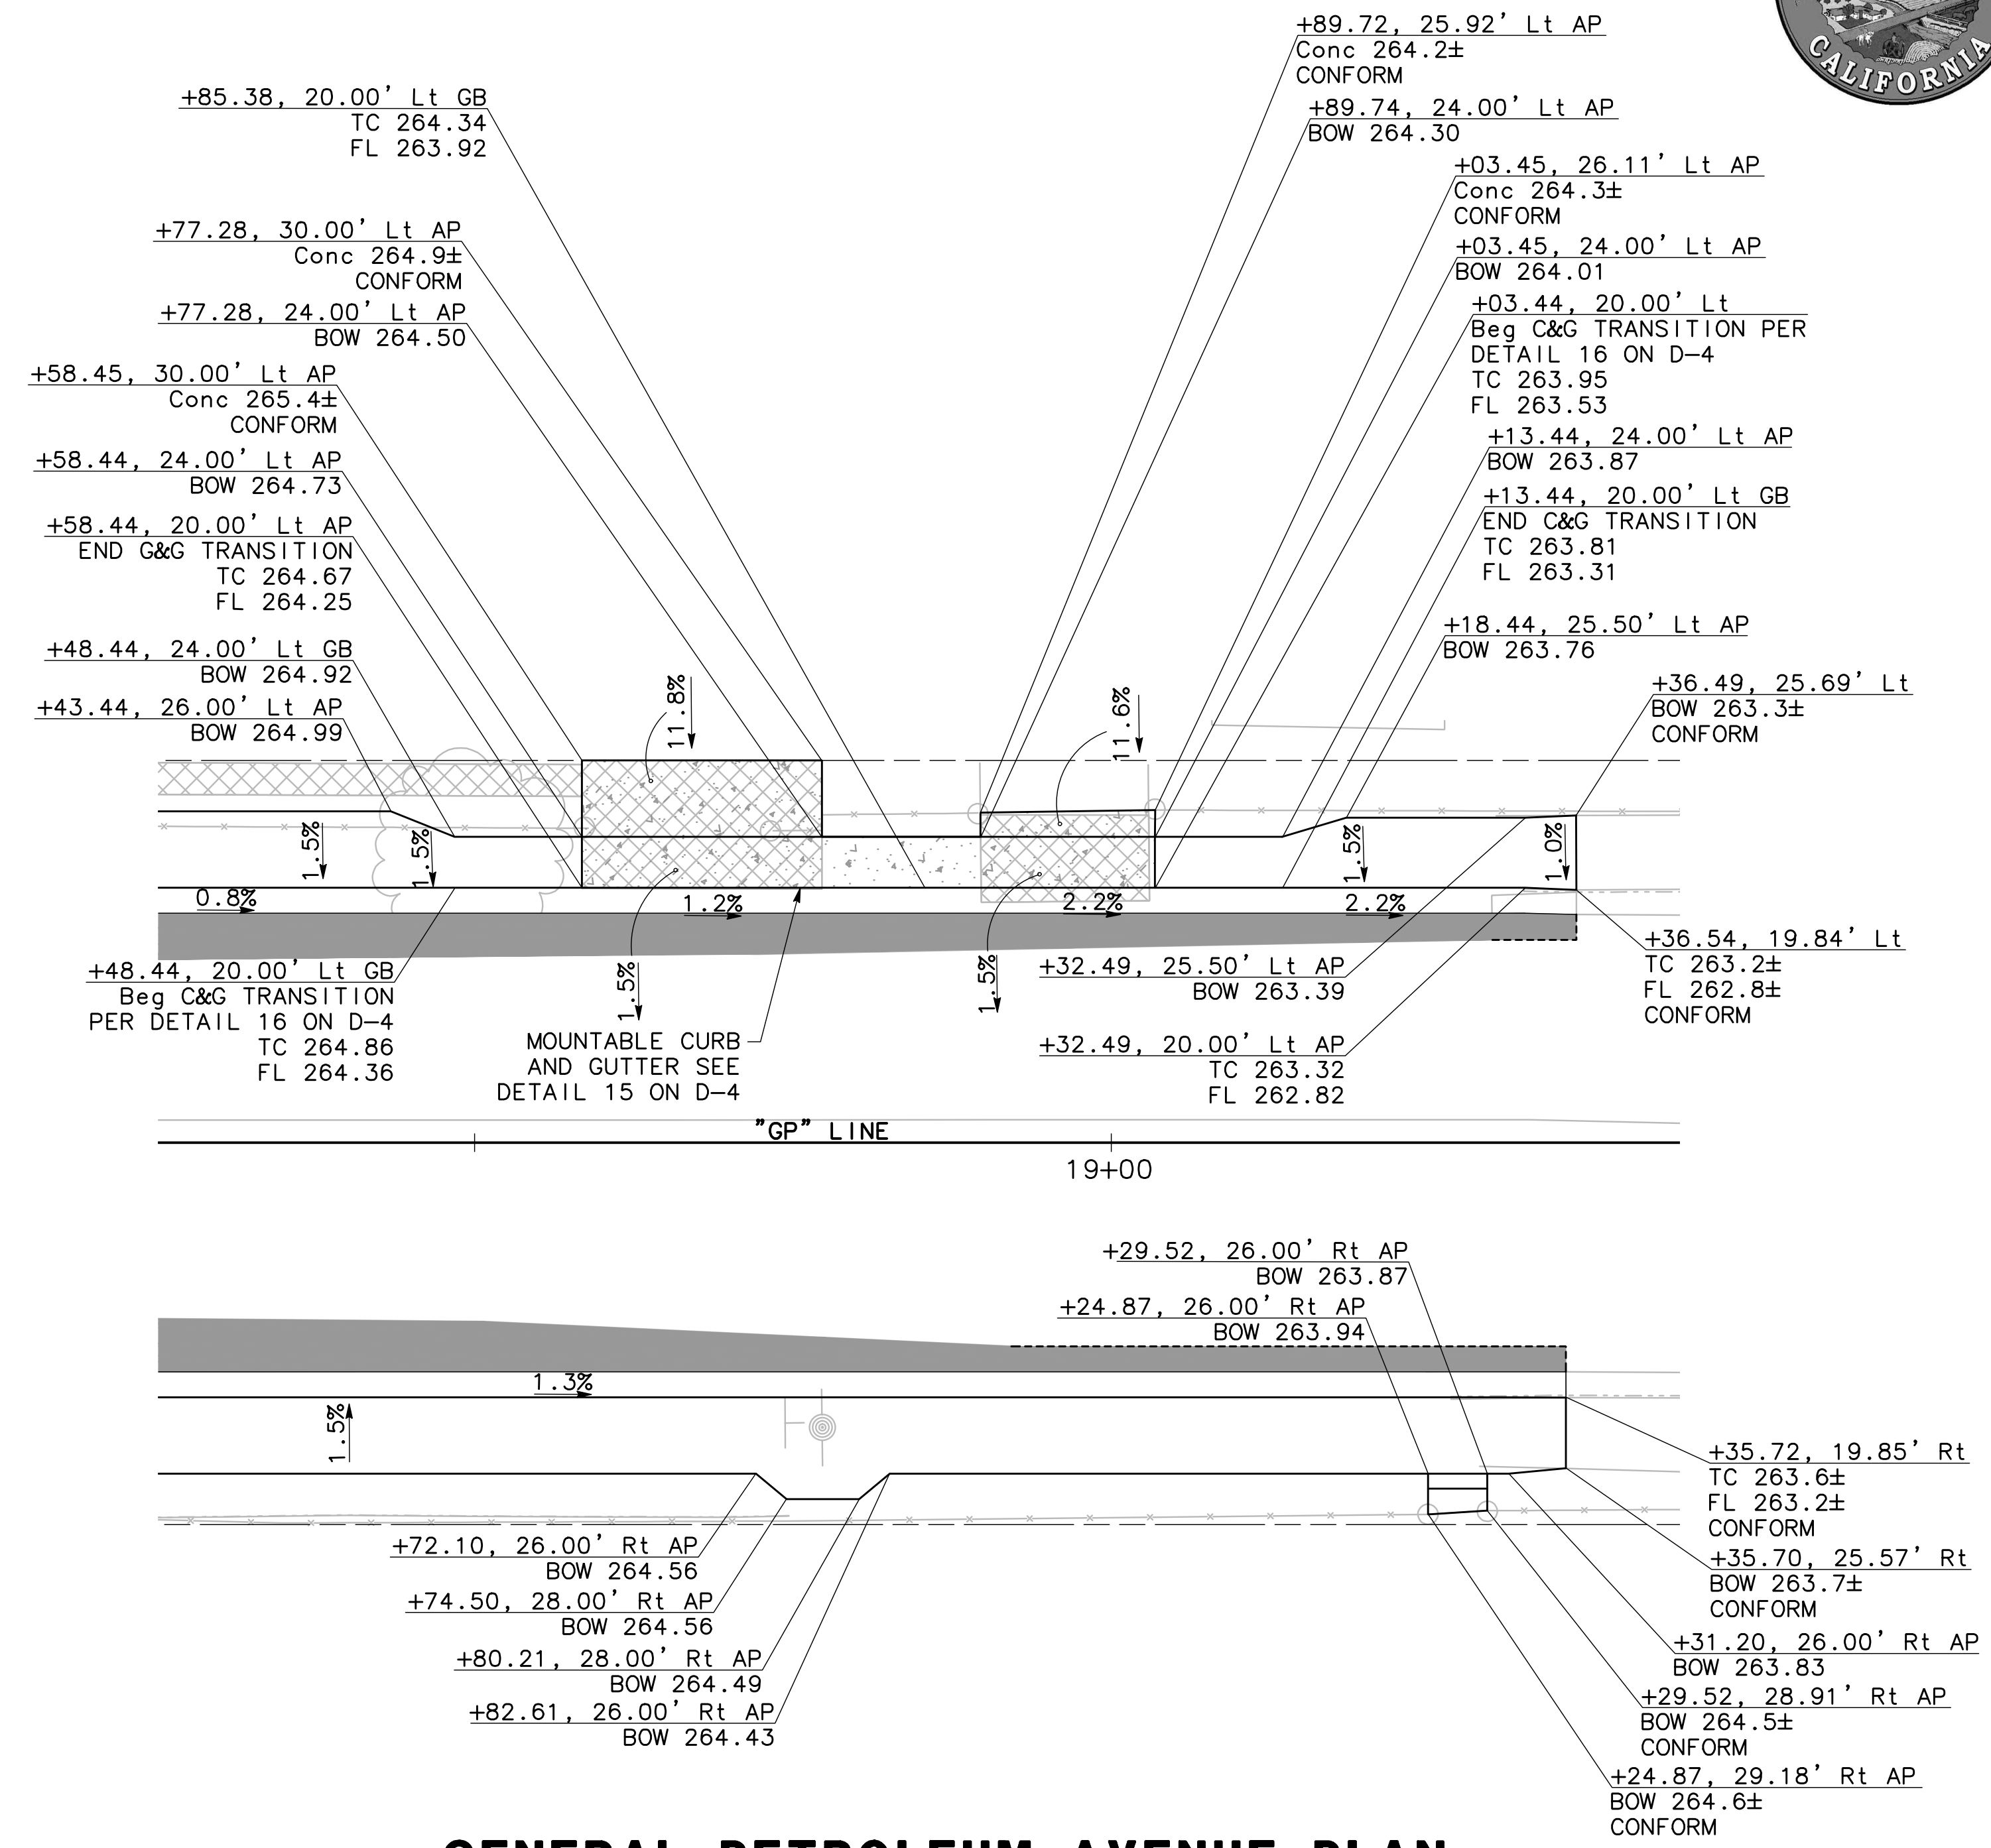 CALIFORNIA
+89.72, 25.92' Lt AP
Conc 264.2±
CONFORM
+89.74, 24.00' Lt AP
BOW 264.30
+85.38, 20.00' Lt GB
TC 264.34
FL 263.92
+03.45, 26.11' Lt AP
Conc 264.3±
CONFORM
+77.28, 30.00' Lt AP
Conc 264.9±
CONFORM
+03.45, 24.00' Lt AP
BOW 264.01
+77.28, 24.00' Lt AP
BOW 264.50
+03.44, 20.00' Lt
Beg C&G TRANSITION PER
DETAIL 16 ON D-4
TC 263.95
FL 263.53
+58.45, 30.00' Lt AP
Conc 265.4±
CONFORM
+13.44, 24.00' Lt AP
BOW 263.87
+58.44, 24.00' Lt AP
BOW 264.73
+13.44, 20.00' Lt GB
END C&G TRANSITION
TC 263.81
FL 263.31
+58.44, 20.00' Lt AP
END G&G TRANSITION
TC 264.67
FL 264.25
+18.44, 25.50' Lt AP
BOW 263.76
+48.44, 24.00' Lt GB
BOW 264.92
+36.49, 25.69' Lt
BOW 263.3±
CONFORM
+43.44, 26.00' Lt AP
BOW 264.99
11.8%
11.6%
1.5%
1.5%
1.5%
1.0%
0.8%
1.2%
2.2%
2.2%
+48.44, 20.00' Lt GB
Beg C&G TRANSITION
PER DETAIL 16 ON D-4
TC 264.86
FL 264.36
1.5%
1.5%
MOUNTABLE CURB
AND GUTTER SEE
DETAIL 15 ON D-4
+32.49, 25.50' Lt AP
BOW 263.39
+32.49, 20.00' Lt AP
TC 263.32
FL 262.82
+36.54, 19.84' Lt
TC 263.2±
FL 262.8±
CONFORM
"GP" LINE
19+00
+29.52, 26.00' Rt AP
BOW 263.87
+24.87, 26.00' Rt AP
BOW 263.94
1.3%
1.5%
+35.72, 19.85' Rt
TC 263.6±
FL 263.2±
CONFORM
+72.10, 26.00' Rt AP
BOW 264.56
+35.70, 25.57' Rt
BOW 263.7±
CONFORM
+74.50, 28.00' Rt AP
BOW 264.56
+80.21, 28.00' Rt AP
BOW 264.49
+31.20, 26.00' Rt AP
BOW 263.83
+82.61, 26.00' Rt AP
BOW 264.43
+29.52, 28.91' Rt AP
BOW 264.5±
CONFORM
+24.87, 29.18' Rt AP
BOW 264.6±
CONFORM
GENERAL PETROLEUM AVENUE PLAN